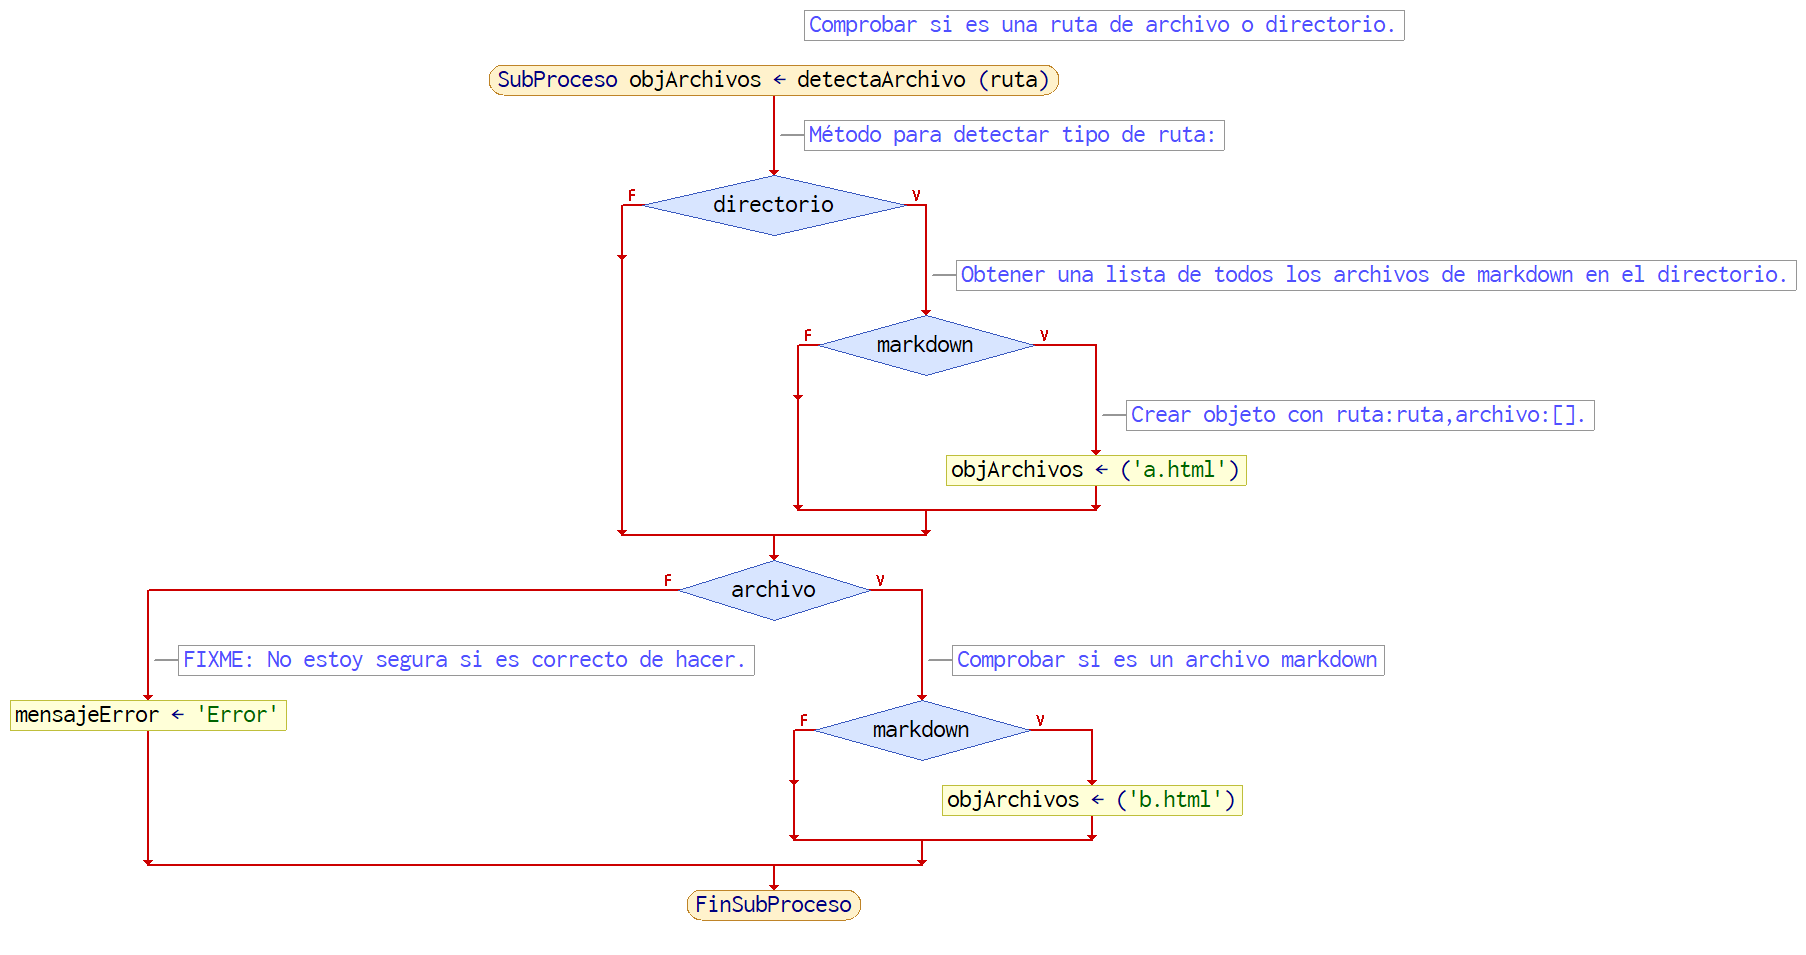 Comprobar si es una ruta de archivo o directorio.
SubProceso objArchivos ← detectaArchivo (ruta)
Método para detectar tipo de ruta:
F
V
directorio
Obtener una lista de todos los archivos de markdown en el directorio.
F
V
markdown
Crear objeto con ruta:ruta,archivo:[].
objArchivos ← ('a.html')
F
V
archivo
FIXME: No estoy segura si es correcto de hacer.
Comprobar si es un archivo markdown
mensajeError ← 'Error'
F
V
markdown
objArchivos ← ('b.html')
FinSubProceso